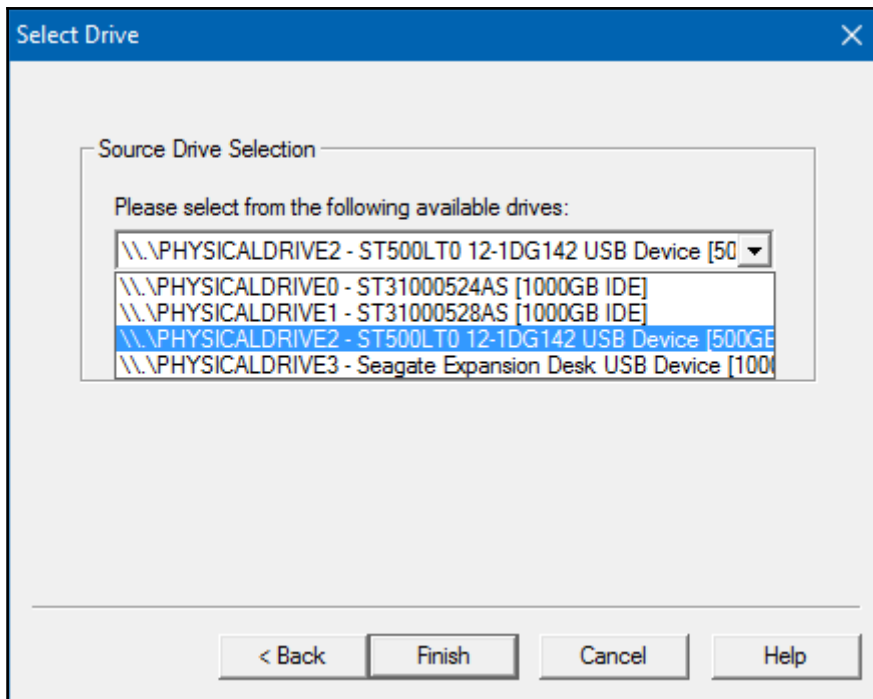 Select Drive
Source Drive Selection
Please select from the following available drives:
\\.\PHYSICALDRIVE2 - ST500LT0 12-1DG142 USB Device [50
\\.\PHYSICALDRIVE0 - ST31000524AS [1000GB IDE]
\\.\PHYSICALDRIVE1 - ST31000528AS [1000GB IDE]
\\.\PHYSICALDRIVE2 - ST500LT0 12-1DG142 USB Device [500GE
\\.\PHYSICALDRIVE3 - Seagate Expansion Desk USB Device [100(
< Back Finish Cancel Help